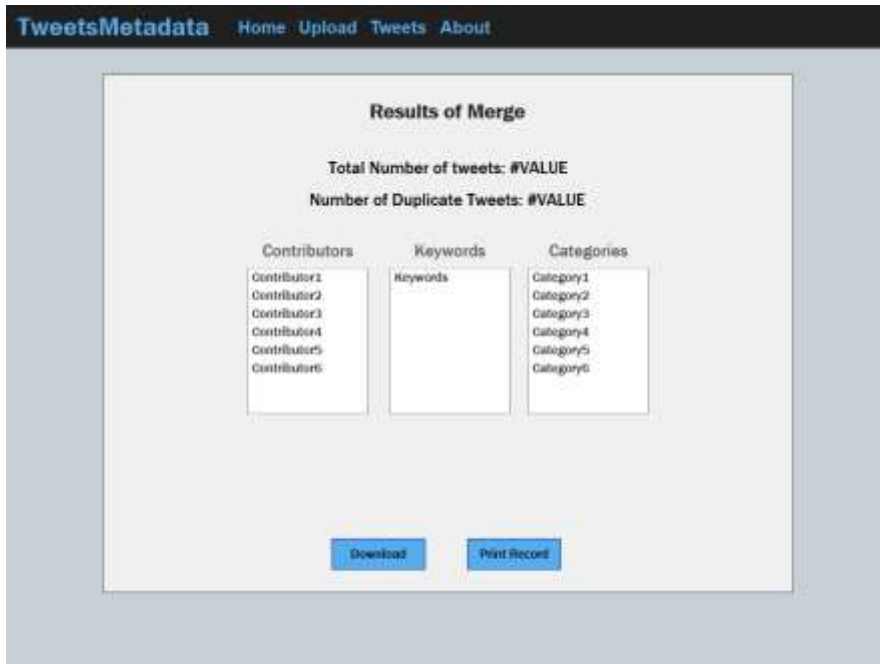 TweetsMetadata Home Upload Tweets About
Results of Merge
Total Number of tweets: #VALUE
Number of Duplicate Tweets: #VALUE
Contributors Keywords Categories
Contributor1 Keywords Category1
Contributor2 Category2
Contributor3 Category3
Contributor4 Category4
Contributor5 Category5
Contributor6 Category6
Download Print Record